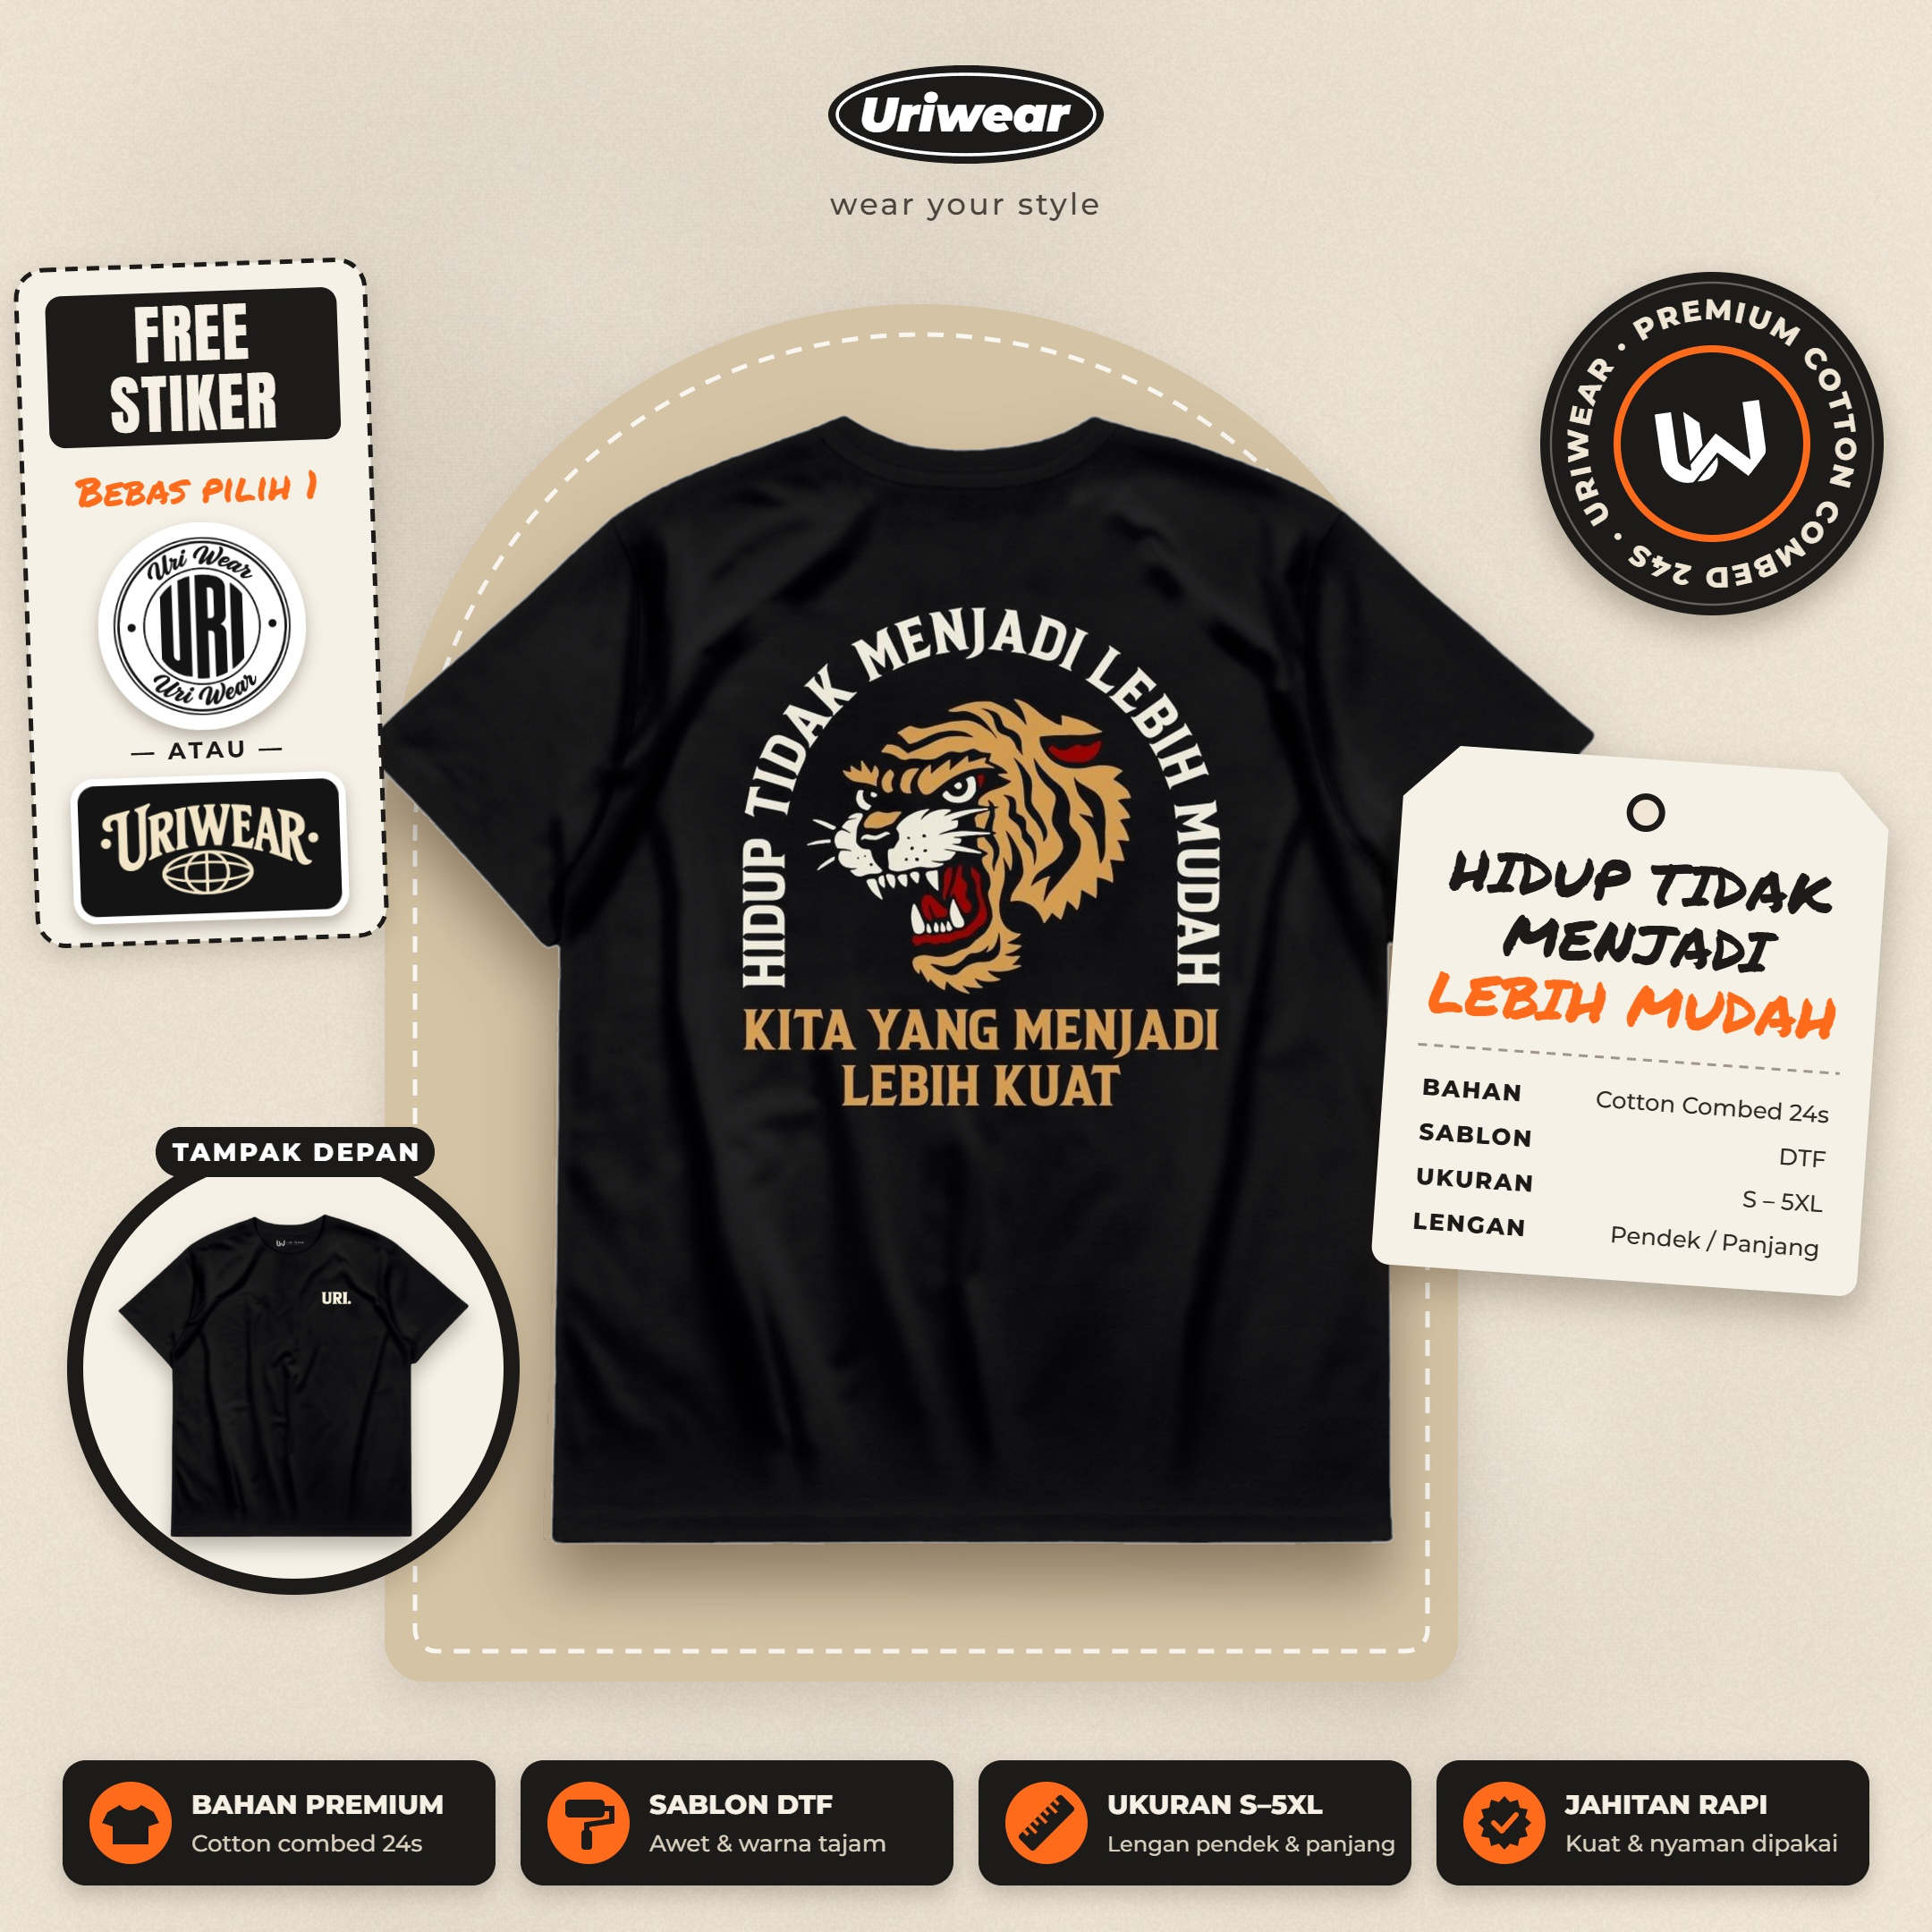 Uriwear
wear your style
FREE
STIKER
BEBAS PILIH 1
Uri Wear
URI
Uri Wear
— ATAU —
URIWEAR
TAMPAK DEPAN
URI.
HIDUP TIDAK MENJADI LEBIH MUDAH
KITA YANG MENJADI
LEBIH KUAT
URIWEAR • PREMIUM COTTON COMBED 24S •
W
HIDUP TIDAK
MENJADI
LEBIH MUDAH
BAHAN Cotton Combed 24s
SABLON DTF
UKURAN S – 5XL
LENGAN Pendek / Panjang
BAHAN PREMIUM
Cotton combed 24s
SABLON DTF
Awet & warna tajam
UKURAN S–5XL
Lengan pendek & panjang
JAHITAN RAPI
Kuat & nyaman dipakai